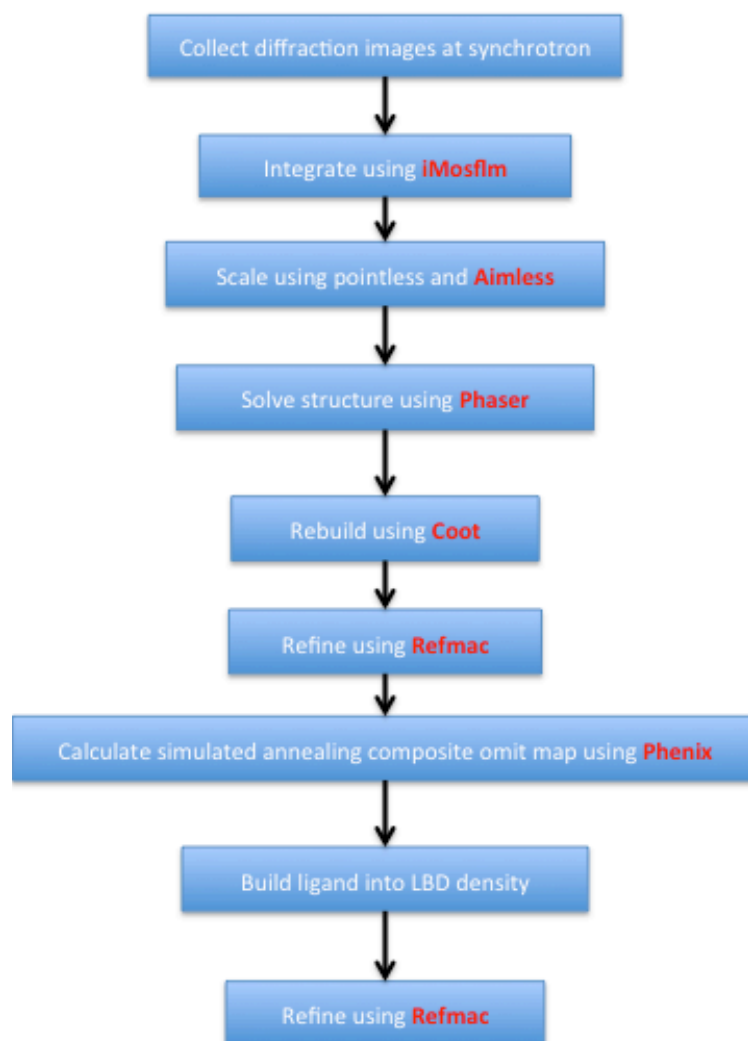 Collect diffraction images at synchrotron
Integrate using iMosflm
Scale using pointless and Aimless
Solve structure using Phaser
Rebuild using Coot
Refine using Refmac
Calculate simulated annealing composite omit map using Phenix
Build ligand into LBD density
Refine using Refmac